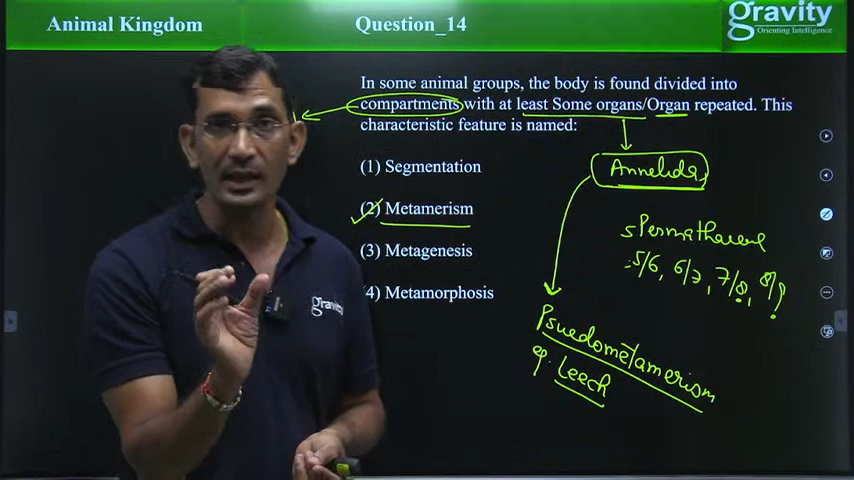 Animal Kingdom
Question_14
gravity
Orienting Intelligence
In some animal groups, the body is found divided into
compartments with at least Some organs/Organ repeated. This
characteristic feature is named:
(1) Segmentation
(2) Metamerism
(3) Metagenesis
(4) Metamorphosis
Annelida
5/6, 6/7, 7/8, 8/9
Psuedometamerism
eg. Leech
gravity